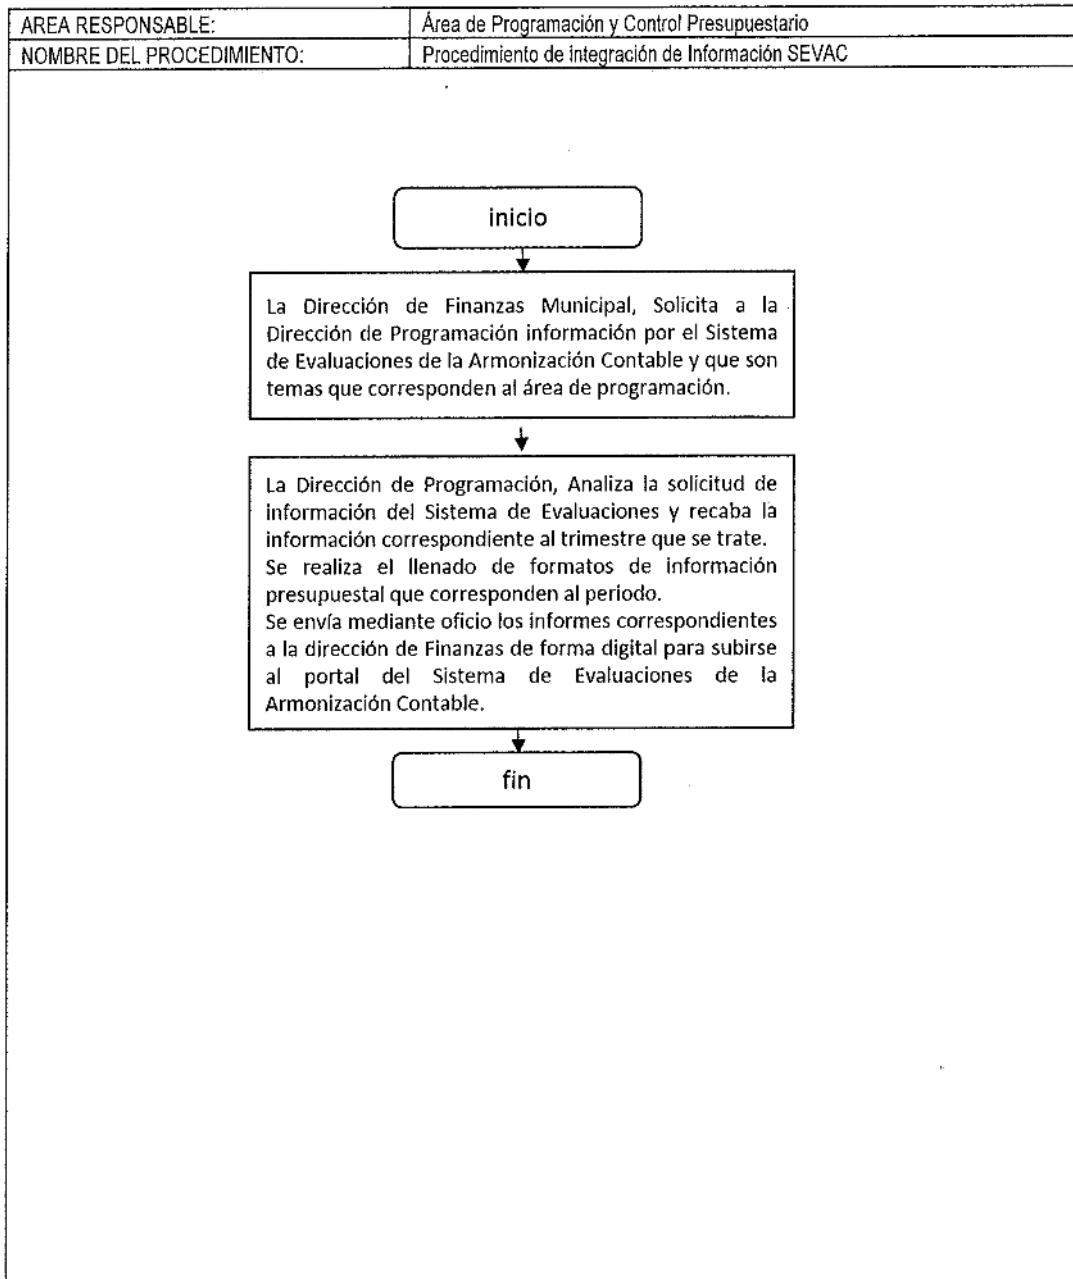 AREA RESPONSABLE: Área de Programación y Control Presupuestario
NOMBRE DEL PROCEDIMIENTO: Procedimiento de integración de Información SEVAC
inicio
La Dirección de Finanzas Municipal, Solicita a la
Dirección de Programación información por el Sistema
de Evaluaciones de la Armonización Contable y que son
temas que corresponden al área de programación.
La Dirección de Programación, Analiza la solicitud de
información del Sistema de Evaluaciones y recaba la
información correspondiente al trimestre que se trate.
Se realiza el llenado de formatos de información
presupuestal que corresponden al periodo.
Se envía mediante oficio los informes correspondientes
a la dirección de Finanzas de forma digital para subirse
al portal del Sistema de Evaluaciones de la
Armonización Contable.
fin